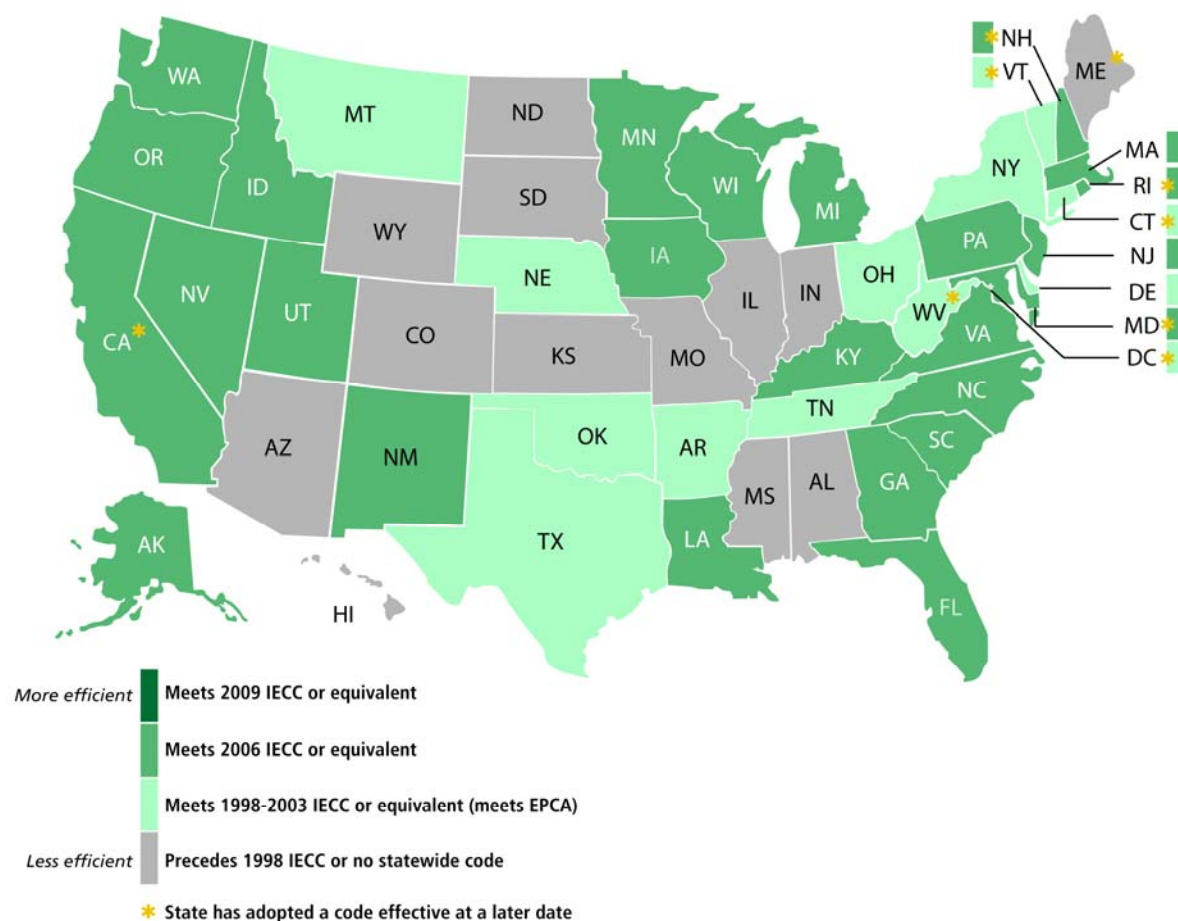 NH
VT
ME
WA
MT
ND
MN
OR
ID
SD
WI
MI
NY
MA
RI
CT
WY
IA
PA
NJ
NE
OH
DE
NV
UT
IL
IN
WV
MD
CA
CO
KS
MO
KY
VA
DC
TN
NC
AZ
NM
OK
AR
SC
MS
AL
GA
AK
TX
LA
HI
FL
More efficient Meets 2009 IECC or equivalent
Meets 2006 IECC or equivalent
Meets 1998-2003 IECC or equivalent (meets EPCA)
Less efficient Precedes 1998 IECC or no statewide code
* State has adopted a code effective at a later date